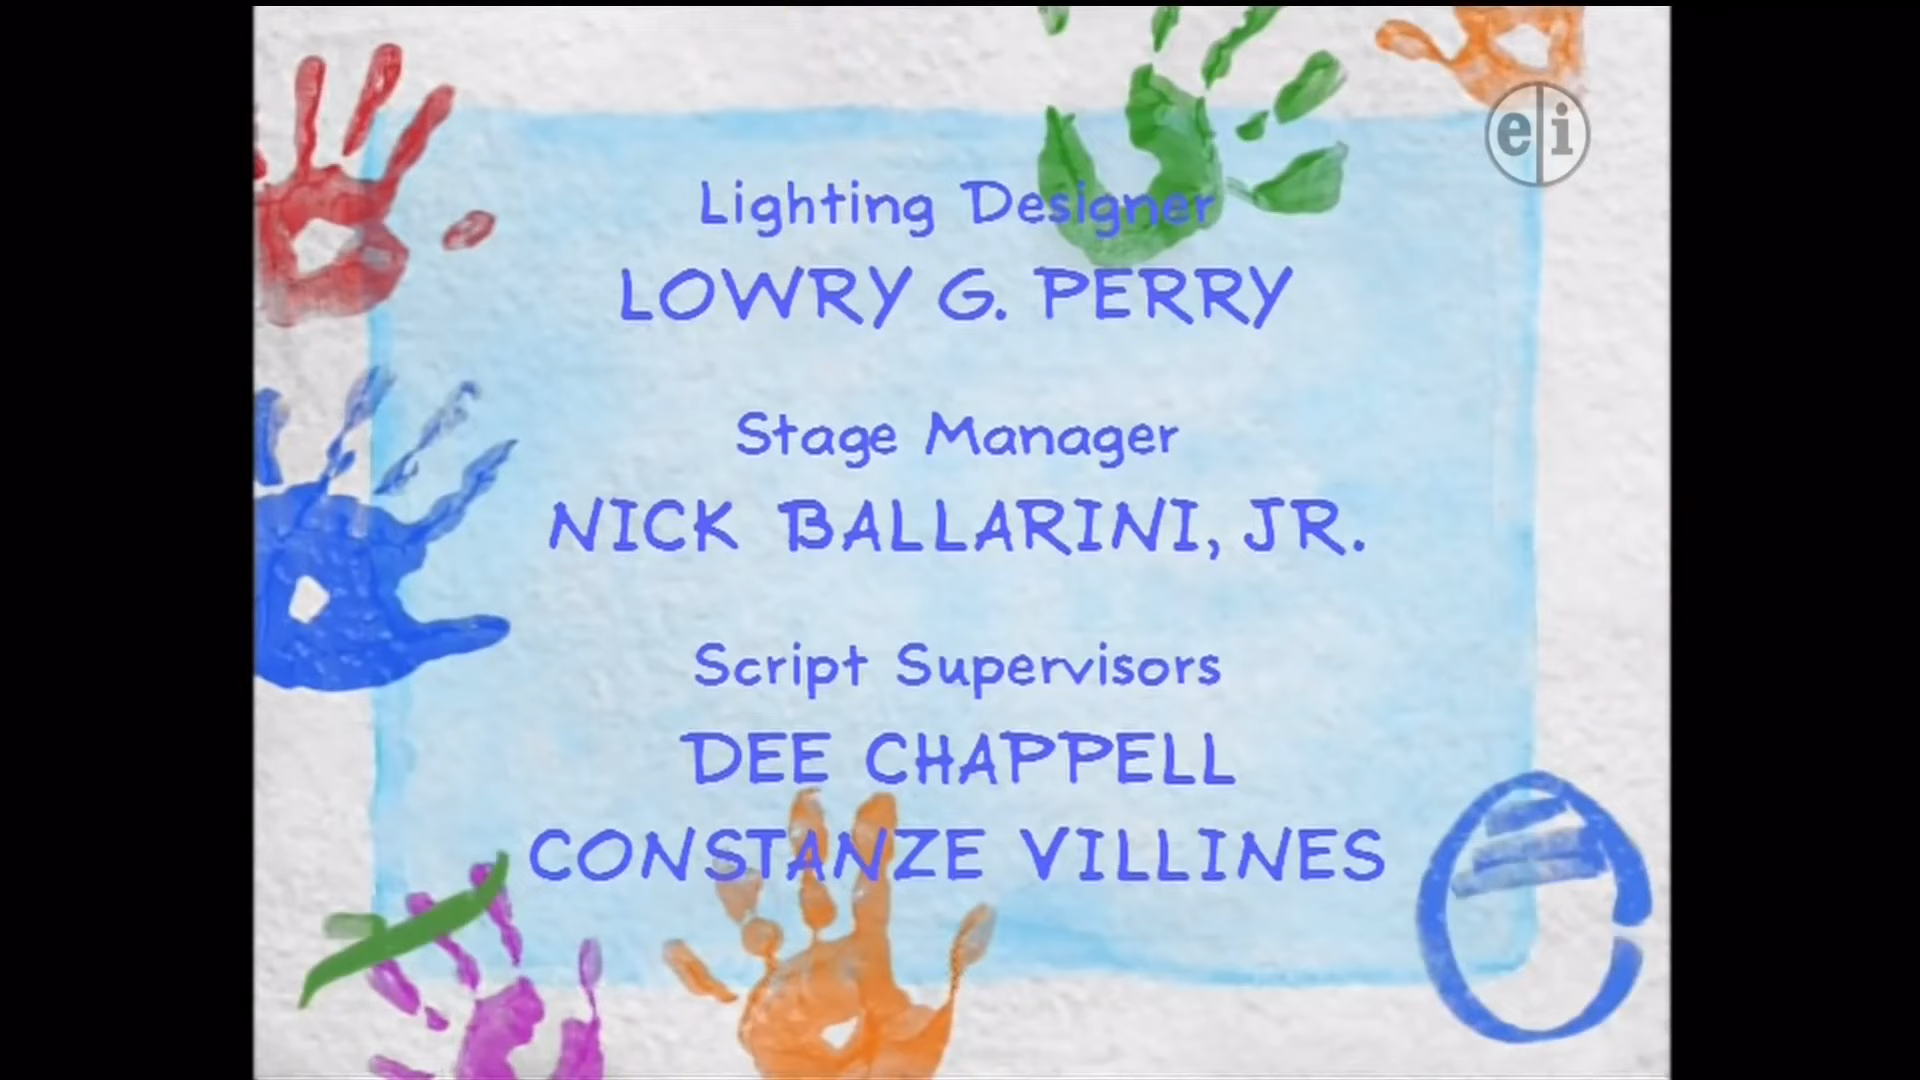 e|i
Lighting Designer
LOWRY G. PERRY
Stage Manager
NICK BALLARINI, JR.
Script Supervisors
DEE CHAPPELL
CONSTANZE VILLINES